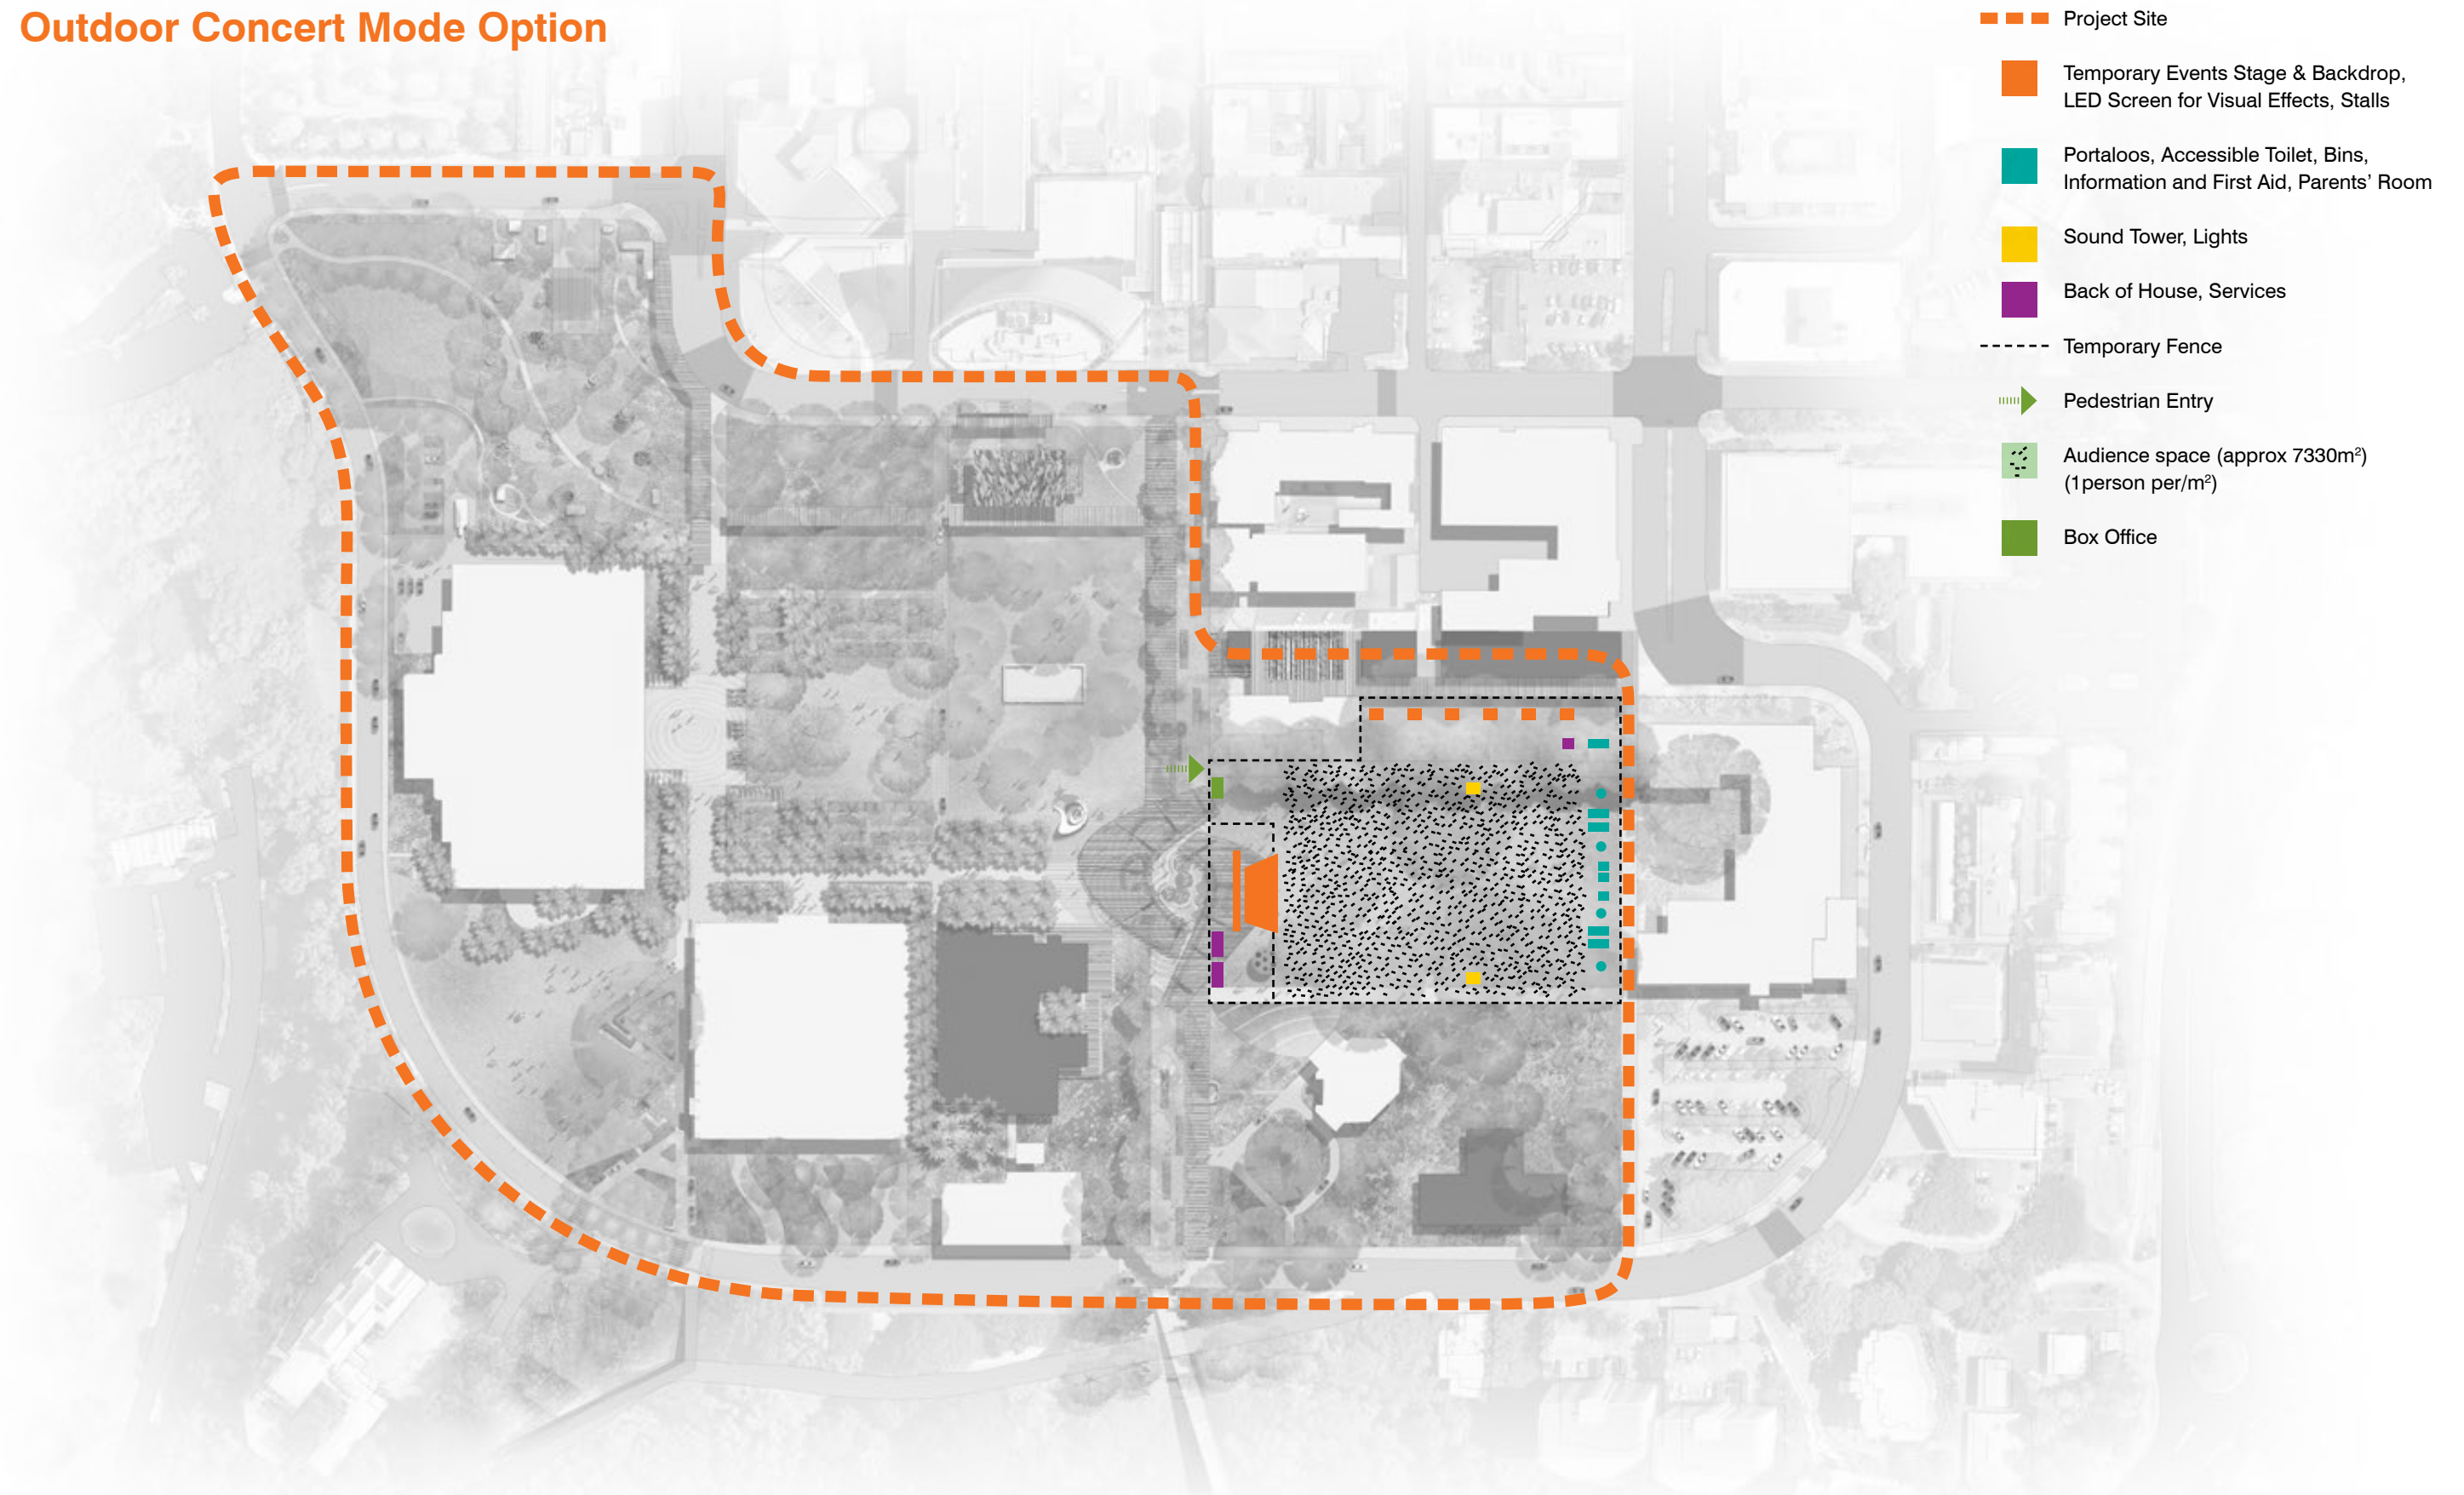 Outdoor Concert Mode Option
Project Site
Temporary Events Stage & Backdrop,
LED Screen for Visual Effects, Stalls
Portaloos, Accessible Toilet, Bins,
Information and First Aid, Parents’ Room
Sound Tower, Lights
Back of House, Services
Temporary Fence
Pedestrian Entry
Audience space (approx 7330m²)
(1person per/m²)
Box Office